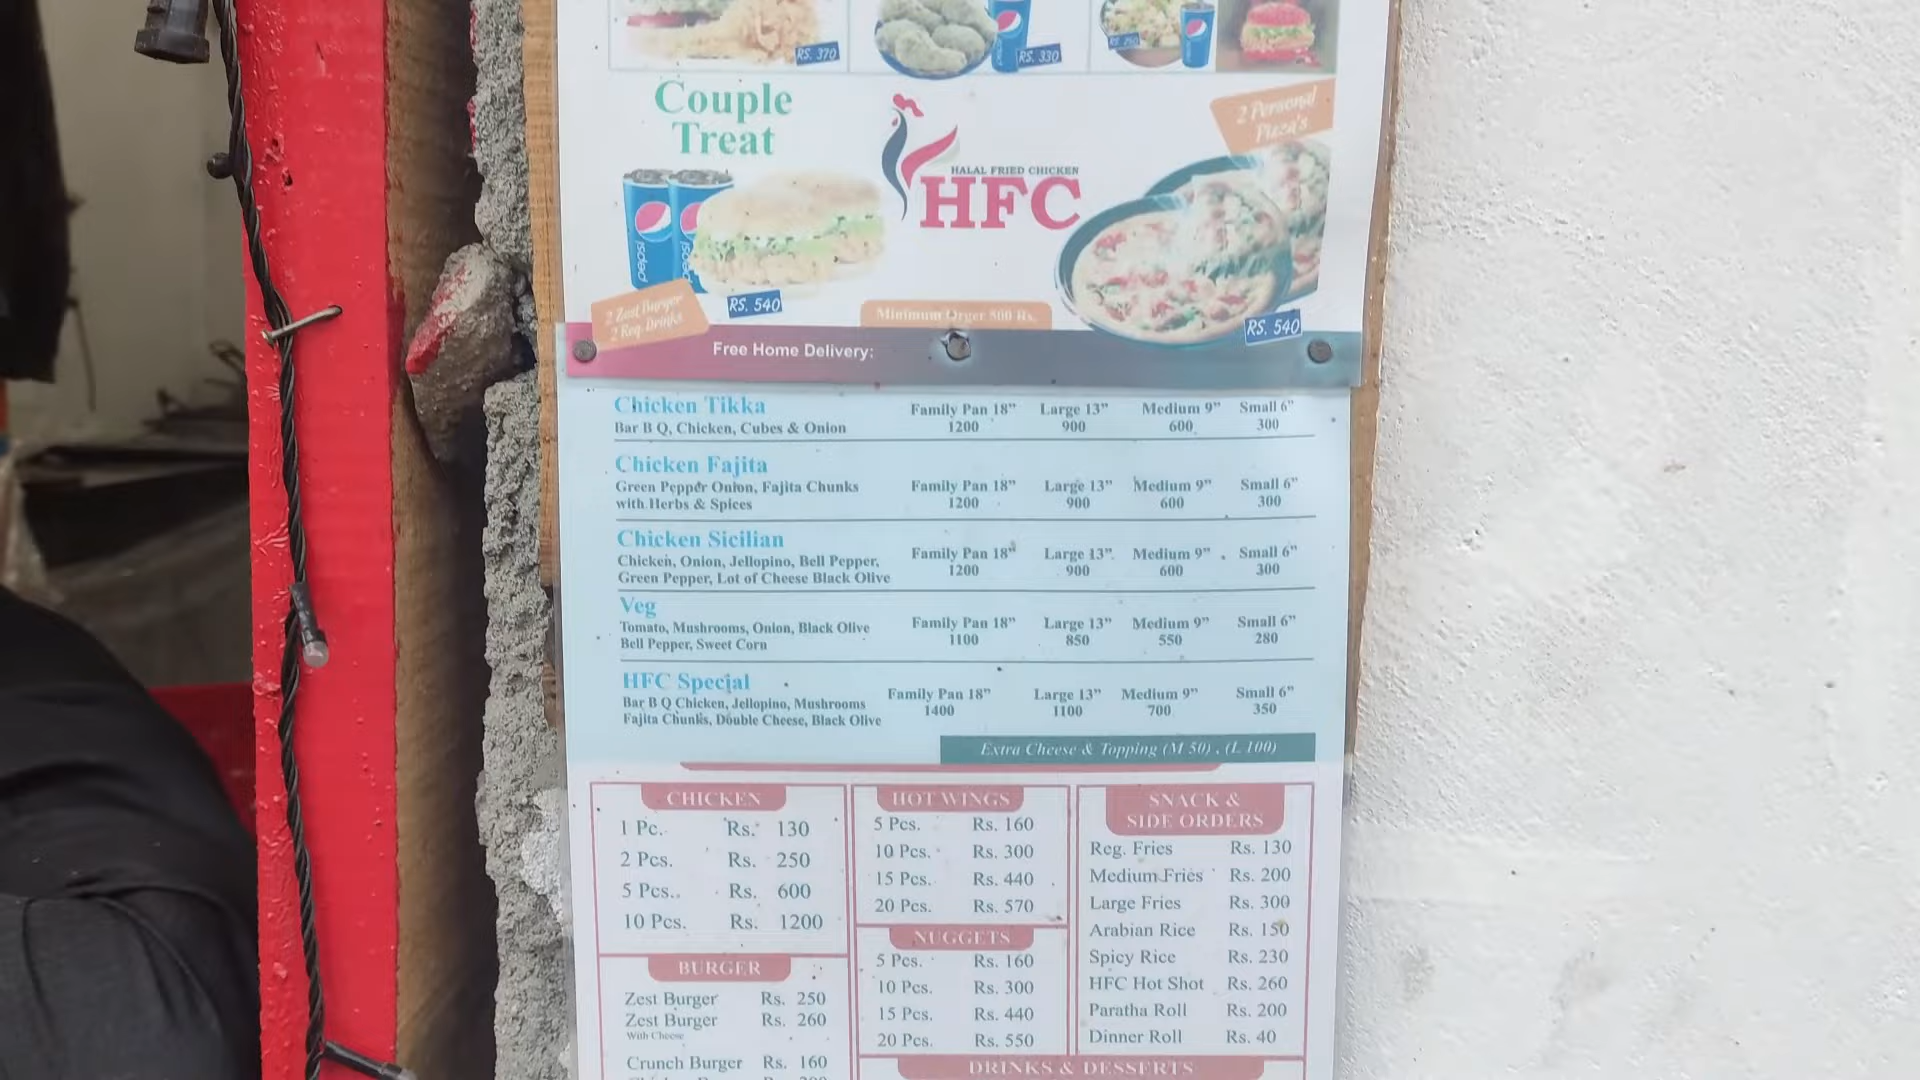 RS. 370
RS. 330
RS. 250
Couple
Treat
2 Personal
Pizza's
HALAL FRIED CHICKEN
HFC
pepsi
pepsi
2 Zest Burger
2 Reg. Drinks
RS. 540
Minimum Orger 500 Rs.
RS. 540
Free Home Delivery:
Chicken Tikka
Bar B Q, Chicken, Cubes & Onion
Family Pan 18" Large 13" Medium 9" Small 6"
1200 900 600 300
Chicken Fajita
Green Pepper Onion, Fajita Chunks
with Herbs & Spices
Family Pan 18" Large 13" Medium 9" Small 6"
1200 900 600 300
Chicken Sicilian
Chicken, Onion, Jellopino, Bell Pepper,
Green Pepper, Lot of Cheese Black Olive
Family Pan 18" Large 13" Medium 9" Small 6"
1200 900 600 300
Veg
Tomato, Mushrooms, Onion, Black Olive
Bell Pepper, Sweet Corn
Family Pan 18" Large 13" Medium 9" Small 6"
1100 850 550 280
HFC Special
Bar B Q Chicken, Jellopino, Mushrooms
Fajita Chunks, Double Cheese, Black Olive
Family Pan 18" Large 13" Medium 9" Small 6"
1400 1100 700 350
Extra Cheese & Topping (M 50) , (L 100)
CHICKEN
1 Pc. Rs. 130
2 Pcs. Rs. 250
5 Pcs. Rs. 600
10 Pcs. Rs. 1200
BURGER
Zest Burger Rs. 250
Zest Burger Rs. 260
With Cheese
Crunch Burger Rs. 160
HOT WINGS
5 Pcs. Rs. 160
10 Pcs. Rs. 300
15 Pcs. Rs. 440
20 Pcs. Rs. 570
NUGGETS
5 Pcs. Rs. 160
10 Pcs. Rs. 300
15 Pcs. Rs. 440
20 Pcs. Rs. 550
SNACK &
SIDE ORDERS
Reg. Fries Rs. 130
Medium Fries Rs. 200
Large Fries Rs. 300
Arabian Rice Rs. 150
Spicy Rice Rs. 230
HFC Hot Shot Rs. 260
Paratha Roll Rs. 200
Dinner Roll Rs. 40
DRINKS & DESSERTS